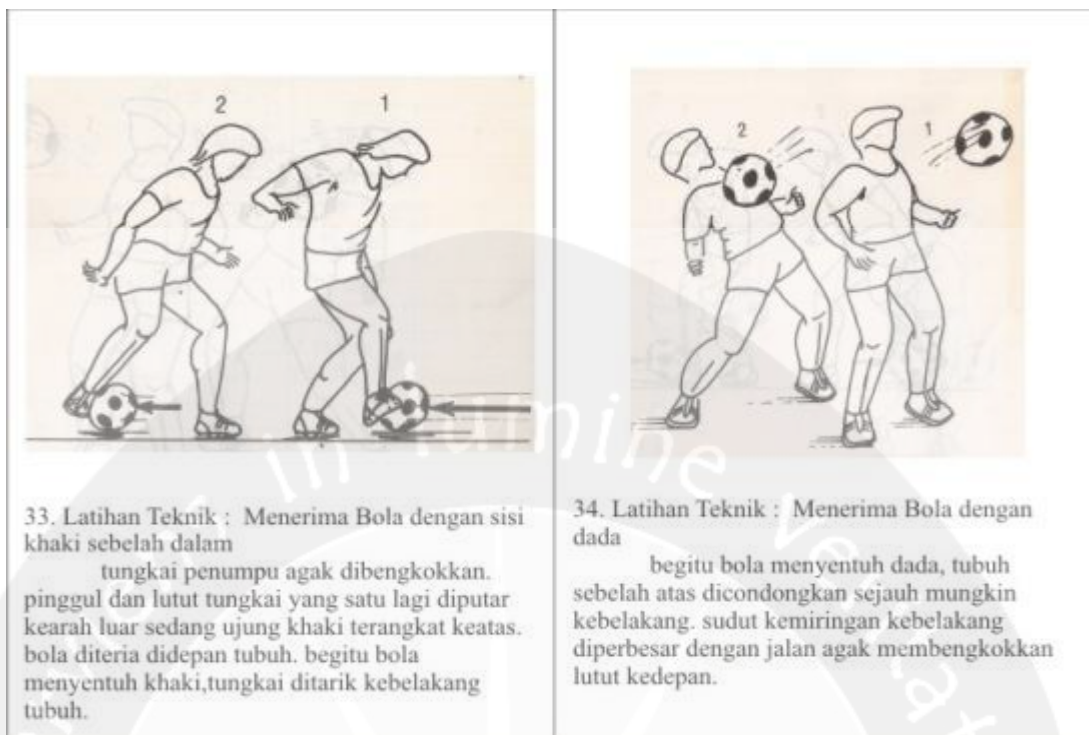 2
1
33. Latihan Teknik : Menerima Bola dengan sisi
khaki sebelah dalam
tungkai penumpu agak dibengkokkan.
pinggul dan lutut tungkai yang satu lagi diputar
kearah luar sedang ujung khaki terangkat keatas.
bola diteria didepan tubuh. begitu bola
menyentuh khaki,tungkai ditarik kebelakang
tubuh.
2
1
34. Latihan Teknik : Menerima Bola dengan
dada
begitu bola menyentuh dada, tubuh
sebelah atas dicondongkan sejauh mungkin
kebelakang. sudut kemiringan kebelakang
diperbesar dengan jalan agak membengkokkan
lutut kedepan.
in lumine veritat